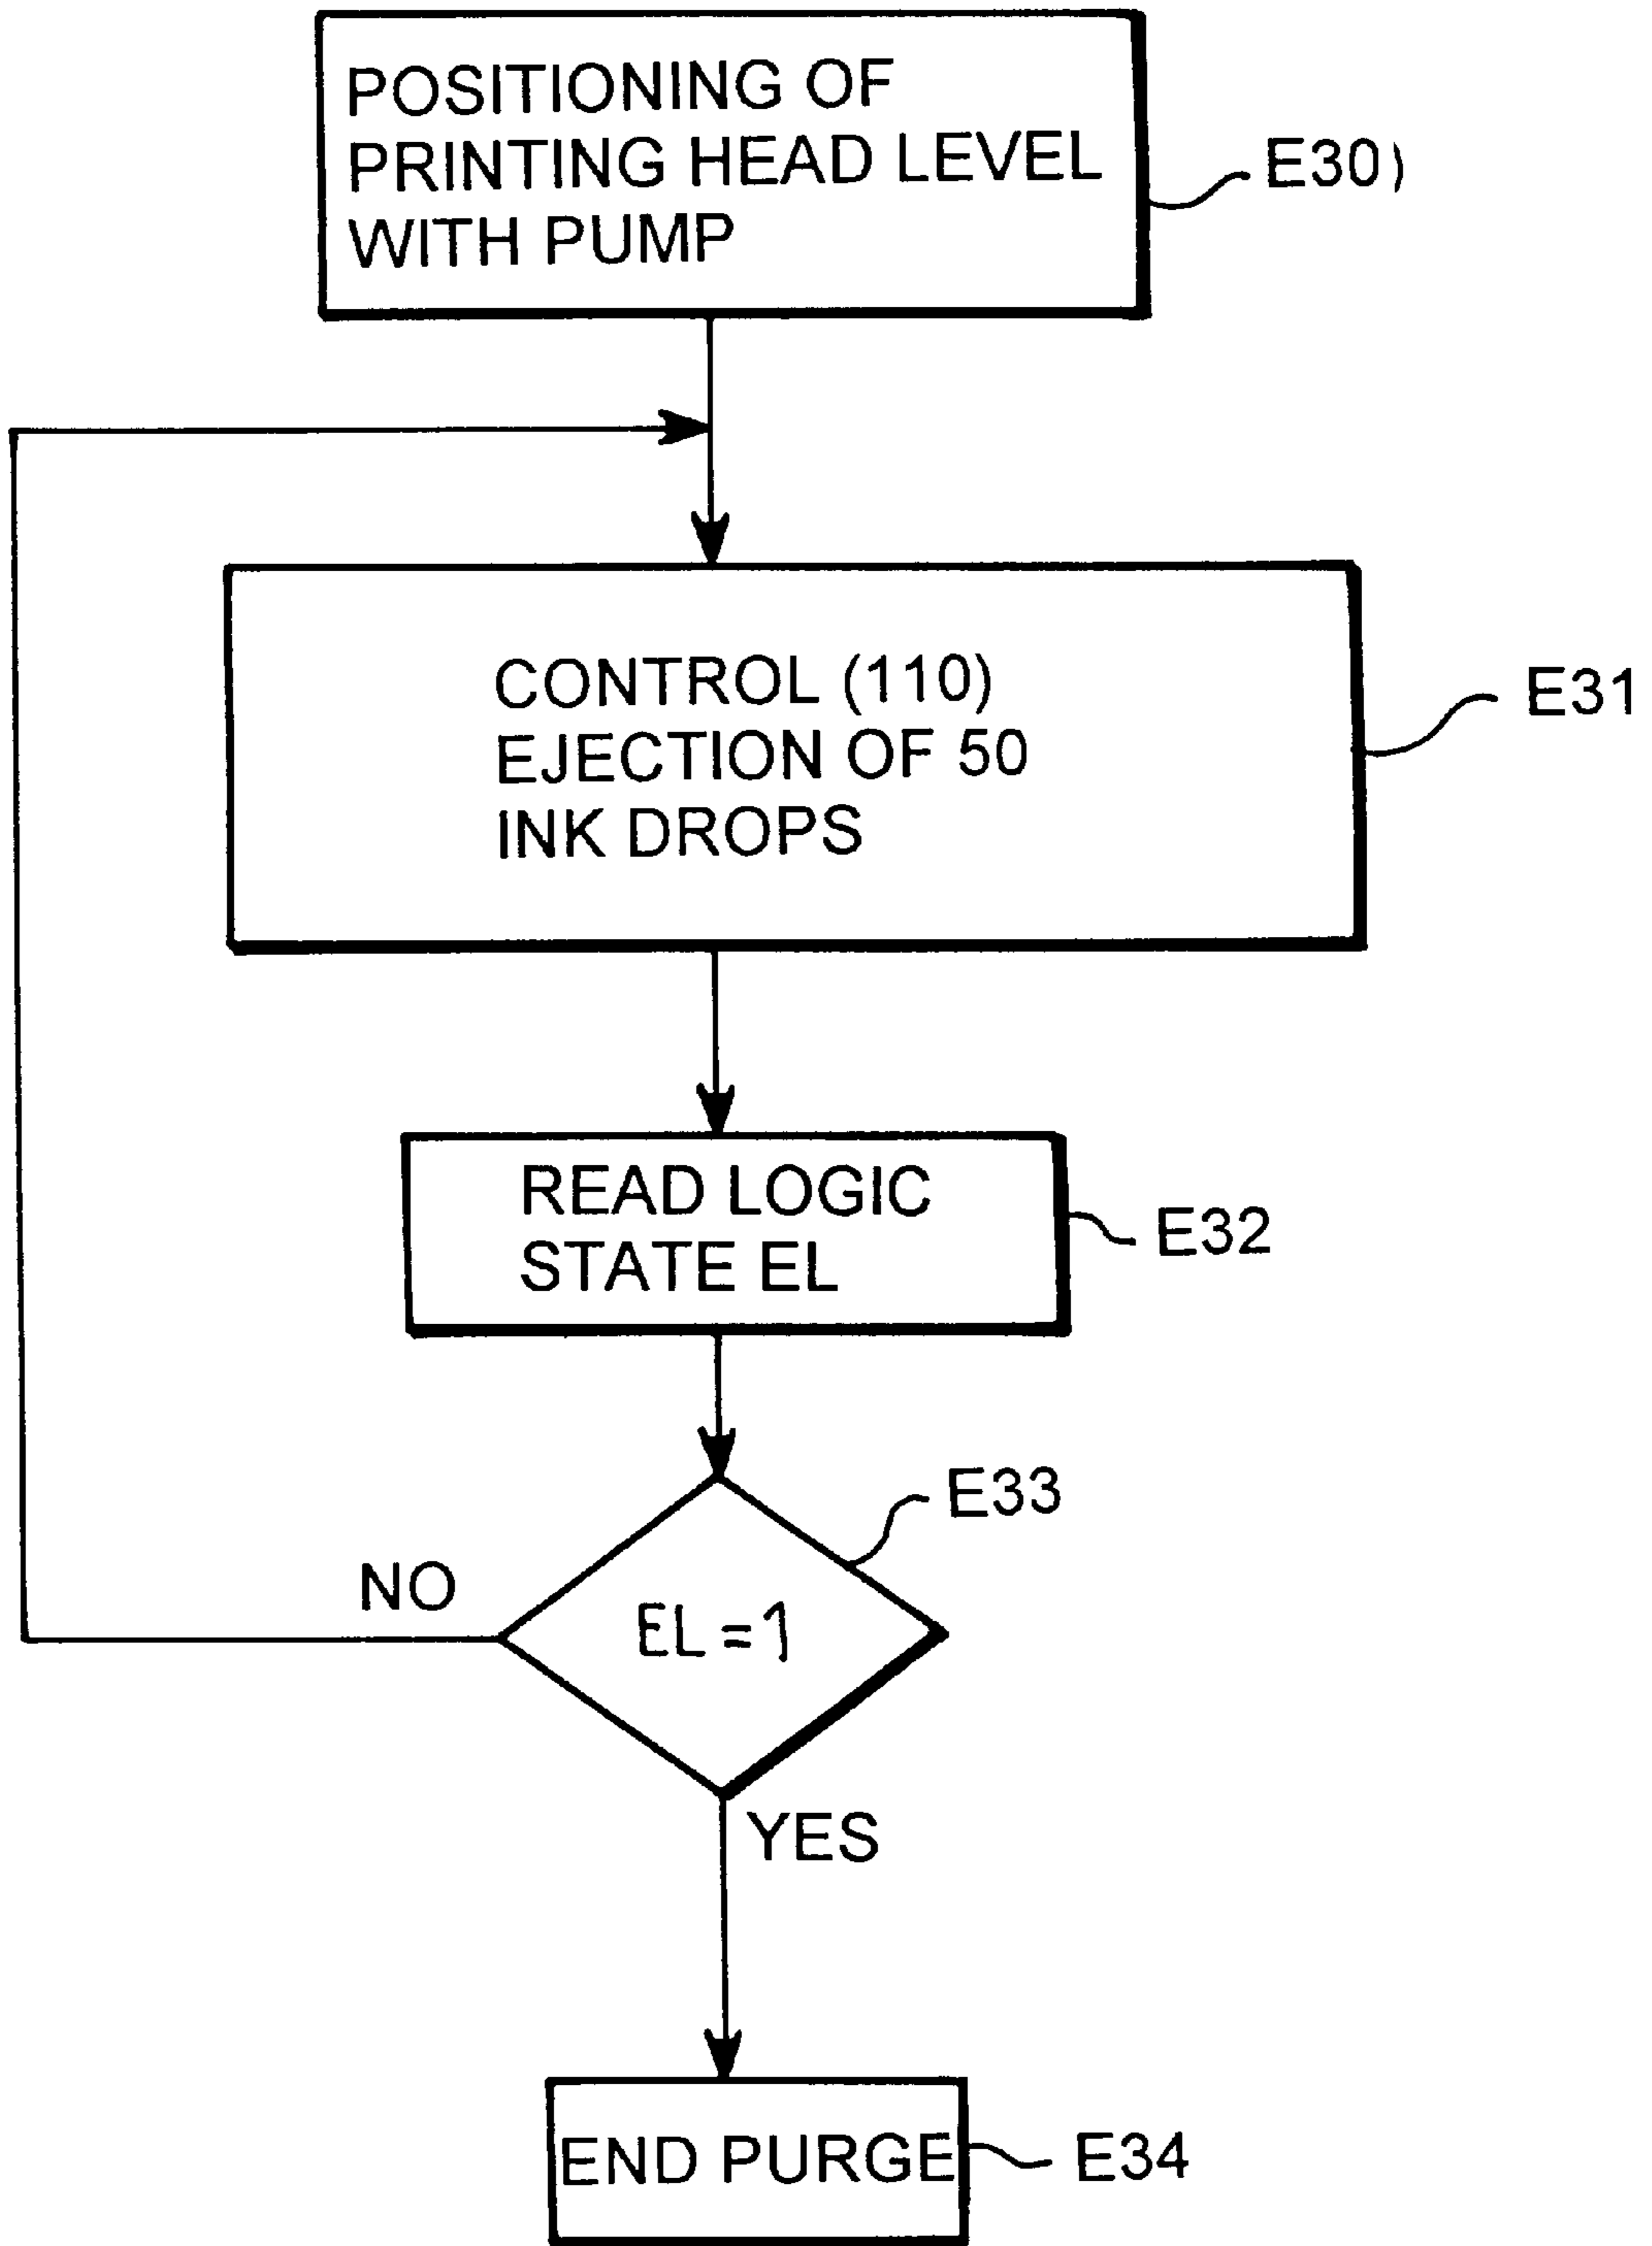 POSITIONING OF
PRINTING HEAD LEVEL
WITH PUMP
E30)
CONTROL (110)
EJECTION OF 50
INK DROPS
E31
READ LOGIC
STATE EL
E32
E33
NO
EL=1
YES
END PURGE
E34